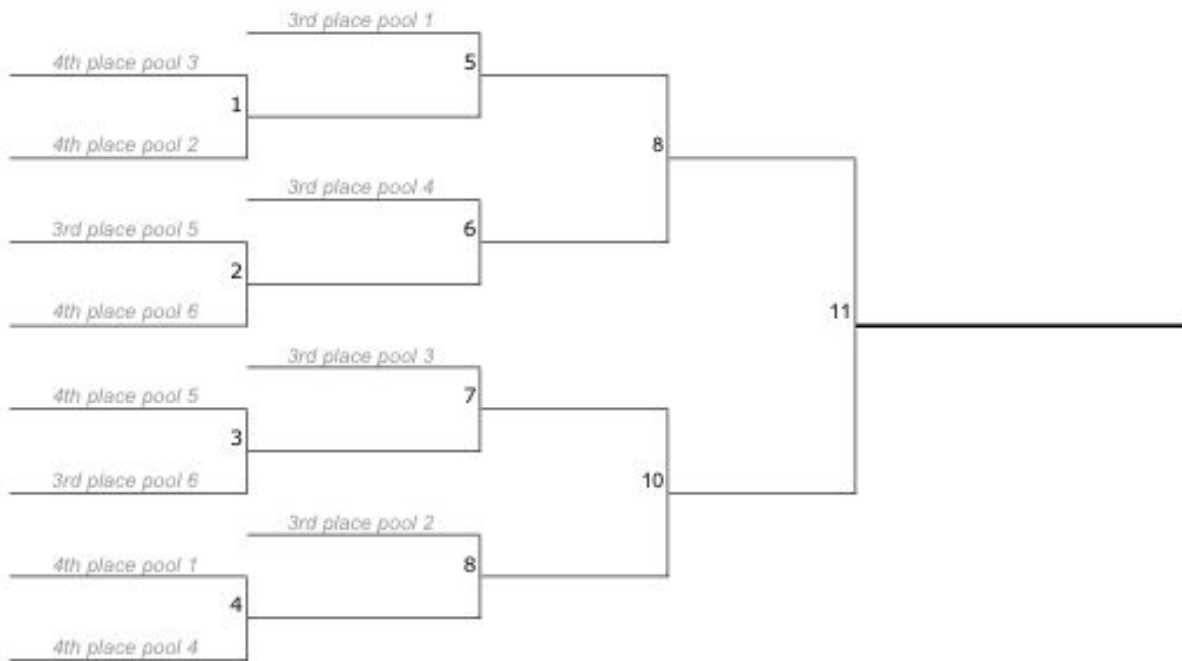 3rd place pool 1
4th place pool 3
5
1
4th place pool 2
8
3rd place pool 4
3rd place pool 5
6
2
4th place pool 6
11
3rd place pool 3
4th place pool 5
7
3
3rd place pool 6
10
3rd place pool 2
4th place pool 1
8
4
4th place pool 4